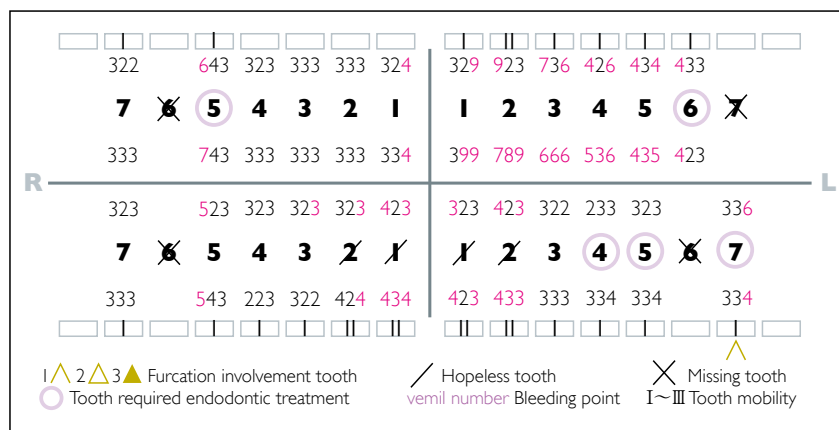 322 643 323 333 333 324 329 923 736 426 434 433
7 6 5 4 3 2 1 1 2 3 4 5 6 7
333 743 333 333 333 334 399 789 666 536 435 423
R L
323 523 323 323 323 423 323 423 322 233 323 336
7 6 5 4 3 2 1 1 2 3 4 5 6 7
333 543 223 322 424 434 423 433 333 334 334 334
1 2 3 Furcation involvement tooth Hopeless tooth Missing tooth
Tooth required endodontic treatment vemil number Bleeding point I~III Tooth mobility